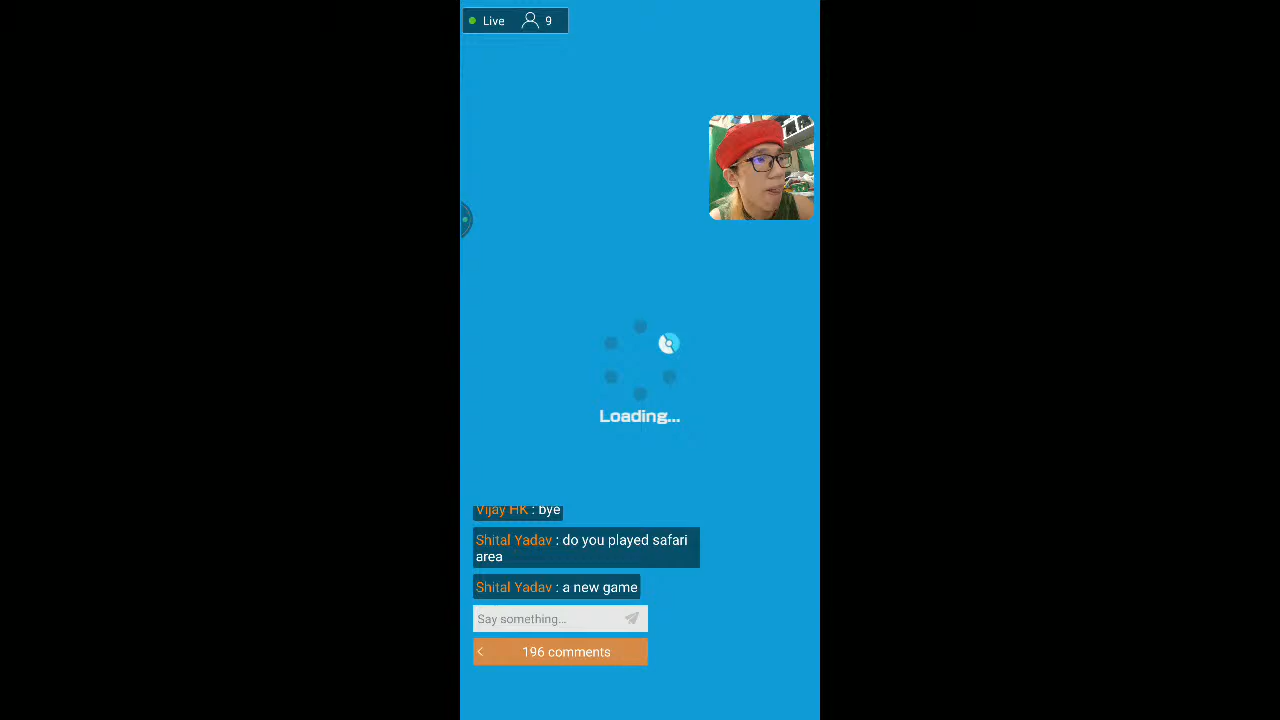 Live 9
Loading...
Vijay HK : bye
Shital Yadav : do you played safari
area
Shital Yadav : a new game
Say something...
196 comments